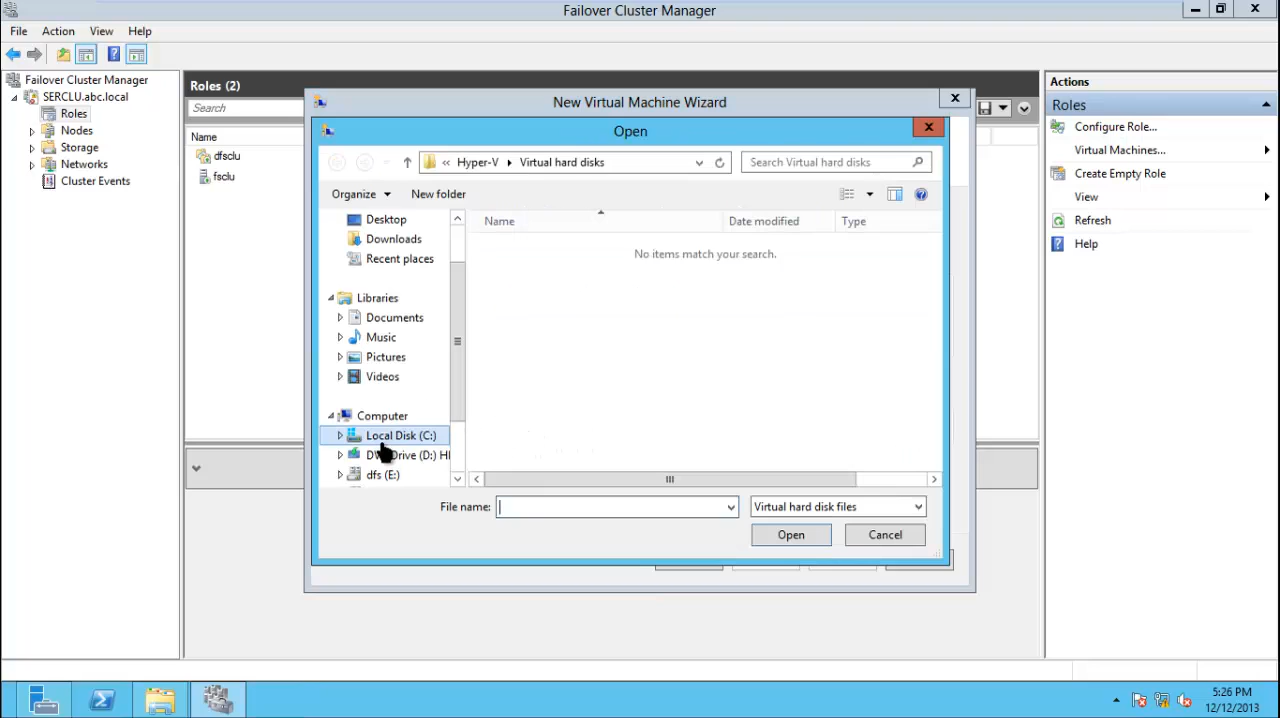 Failover Cluster Manager
File Action View Help
Failover Cluster Manager
SERCLU.abc.local
Roles
Nodes
Storage
Networks
Cluster Events
Roles (2)
Search
Name
dfsclu
fsclu
New Virtual Machine Wizard
Open
« Hyper-V Virtual hard disks
Search Virtual hard disks
Organize New folder
Desktop
Downloads
Recent places
Libraries
Documents
Music
Pictures
Videos
Computer
Local Disk (C:)
Drive (D:) H
dfs (E:)
Name Date modified Type
No items match your search.
File name:
Virtual hard disk files
Open Cancel
Actions
Roles
Configure Role...
Virtual Machines...
Create Empty Role
View
Refresh
Help
5:26 PM
12/12/2013